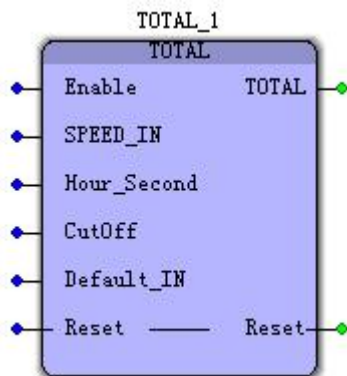 TOTAL_1
TOTAL
Enable TOTAL
SPEED_IN
Hour_Second
CutOff
Default_IN
Reset Reset